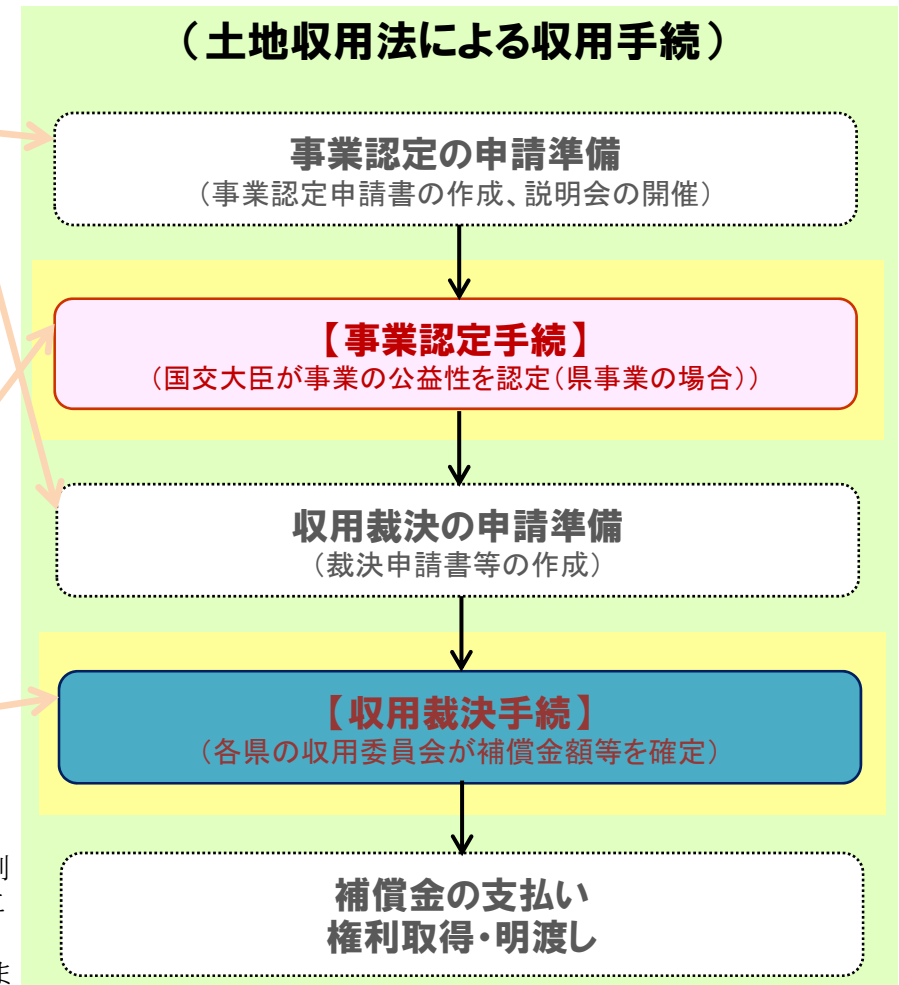 (土地収用法による収用手続)
事業認定の申請準備
(事業認定申請書の作成、説明会の開催)
【事業認定手続】
(国交大臣が事業の公益性を認定(県事業の場合))
収用裁決の申請準備
(裁決申請書等の作成)
【収用裁決手続】
(各県の収用委員会が補償金額等を確定)
補償金の支払い
権利取得・明渡し